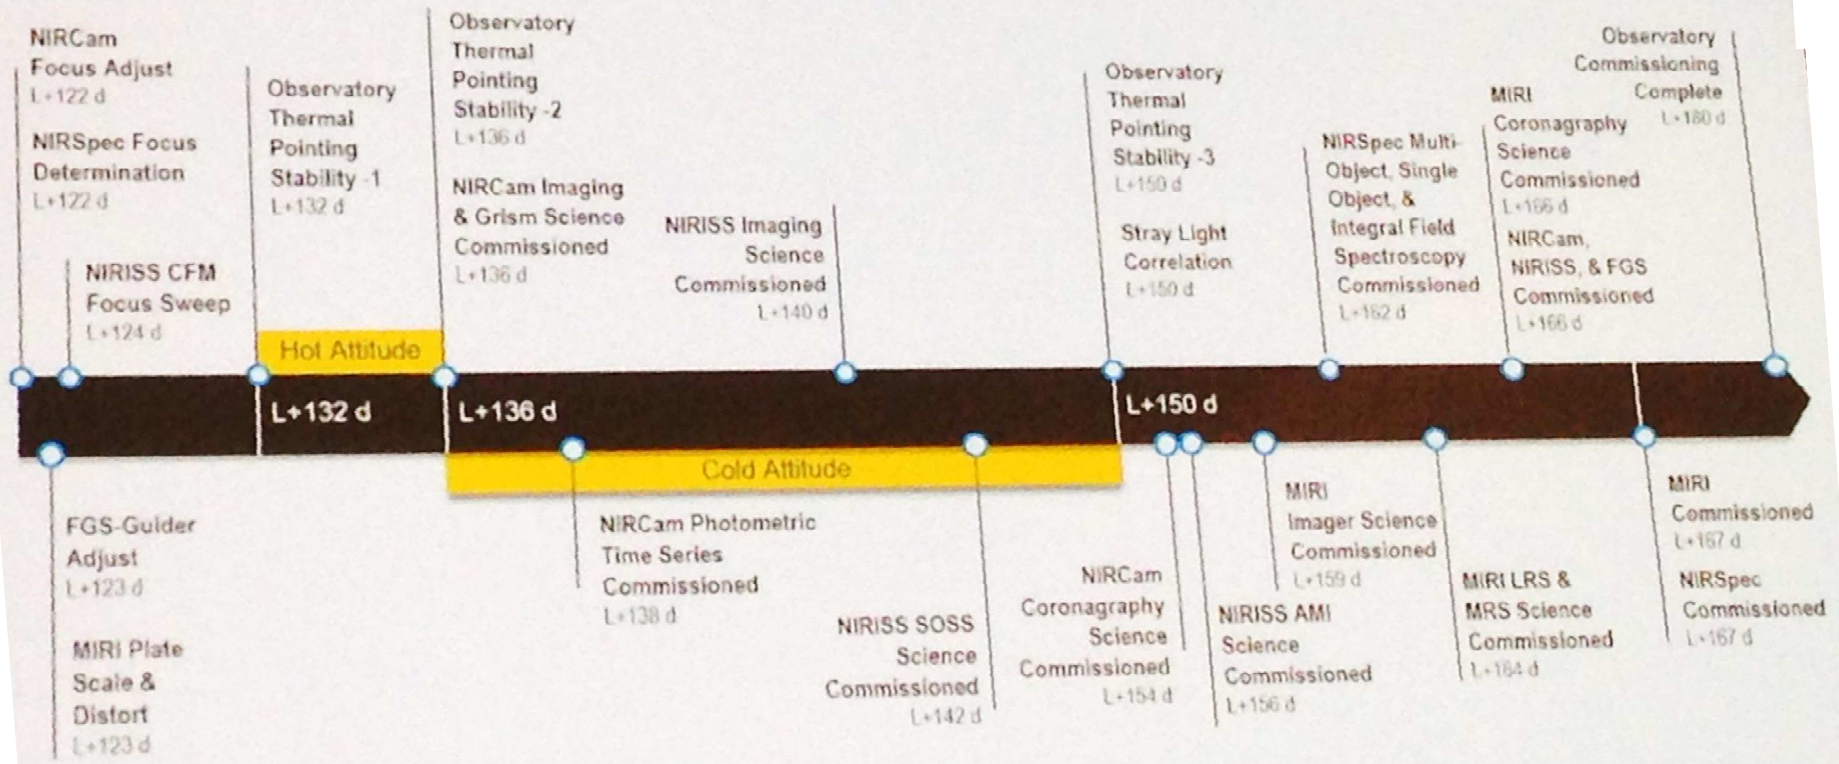 NIRCam
Focus Adjust
L+122 d
NIRSpec Focus
Determination
L+122 d
NIRISS CFM
Focus Sweep
L+124 d
Observatory
Thermal
Pointing
Stability -1
L+132 d
Observatory
Thermal
Pointing
Stability -2
L+136 d
NIRCam Imaging
& Grism Science
Commissioned
L+136 d
NIRISS Imaging
Science
Commissioned
L+140 d
Observatory
Thermal
Pointing
Stability -3
L+150 d
Stray Light
Correlation
L+150 d
NIRSpec Multi-
Object, Single
Object, &
Integral Field
Spectroscopy
Commissioned
L+162 d
MIRI
Coronagraphy
Science
Commissioned
L+166 d
NIRCam,
NIRISS, & FGS
Commissioned
L+166 d
Observatory
Commissioning
Complete
L+180 d
Hot Attitude
L+132 d
L+136 d
L+150 d
Cold Attitude
FGS-Guider
Adjust
L+123 d
MIRI Plate
Scale &
Distort
L+123 d
NIRCam Photometric
Time Series
Commissioned
L+138 d
NIRISS SOSS
Science
Commissioned
L+142 d
NIRCam
Coronagraphy
Science
Commissioned
L+154 d
NIRISS AMI
Science
Commissioned
L+156 d
MIRI
Imager Science
Commissioned
L+159 d
MIRI LRS &
MRS Science
Commissioned
L+164 d
MIRI
Commissioned
L+167 d
NIRSpec
Commissioned
L+167 d